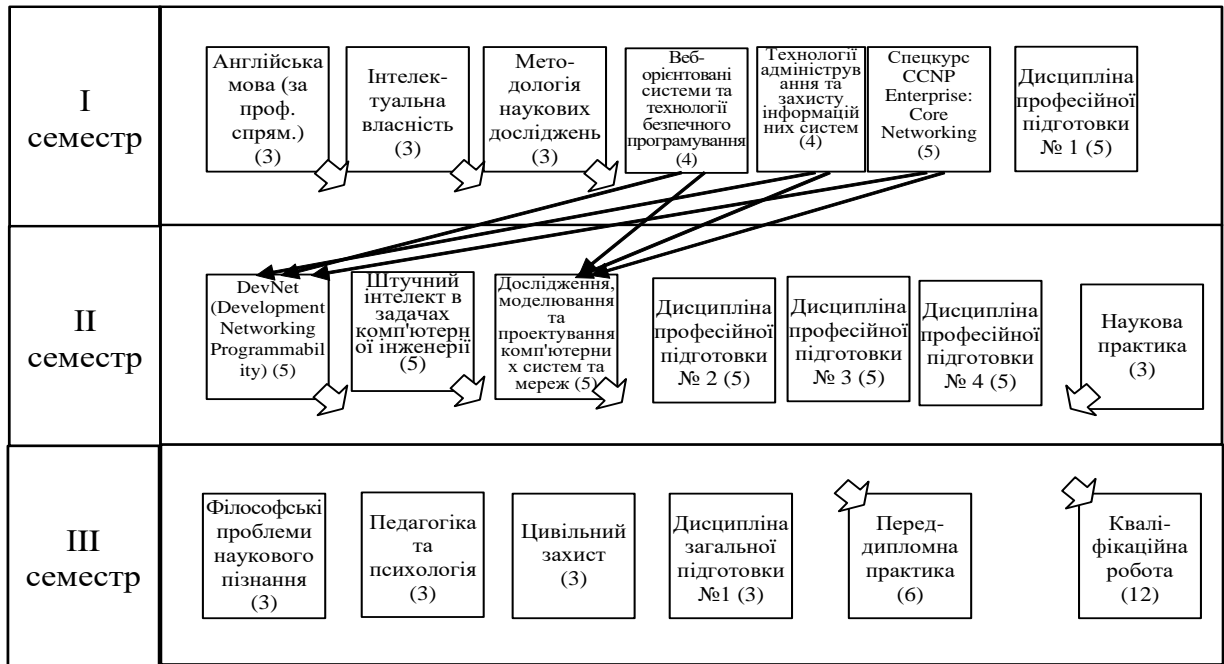 I
семестр
Англійська
мова (за
проф.
спрям.)
(3)
Інтелек-
туальна
власність
(3)
Мето-
дологія
наукових
досліджень
(3)
Веб-
орієнтовані
системи та
технології
безпечного
програмування
(4)
Технології
адмініструв
ання та
захисту
інформацій
них систем
(4)
Спецкурс
CCNP
Enterprise:
Core
Networking
(5)
Дисципліна
професійної
підготовки
№ 1 (5)
II
семестр
DevNet
(Development
Networking
Programmabil
ity) (5)
Штучний
інтелект в
задачах
комп'ютерн
ої інженерії
(5)
Дослідження,
моделювання
та
проектування
комп'ютерни
х систем та
мереж (5)
Дисципліна
професійної
підготовки
№ 2 (5)
Дисципліна
професійної
підготовки
№ 3 (5)
Дисципліна
професійної
підготовки
№ 4 (5)
Наукова
практика
(3)
III
семестр
Філософські
проблеми
наукового
пізнання
(3)
Педагогіка
та
психологія
(3)
Цивільний
захист
(3)
Дисципліна
загальної
підготовки
№1 (3)
Перед-
дипломна
практика
(6)
Квалі-
фікаційна
робота
(12)